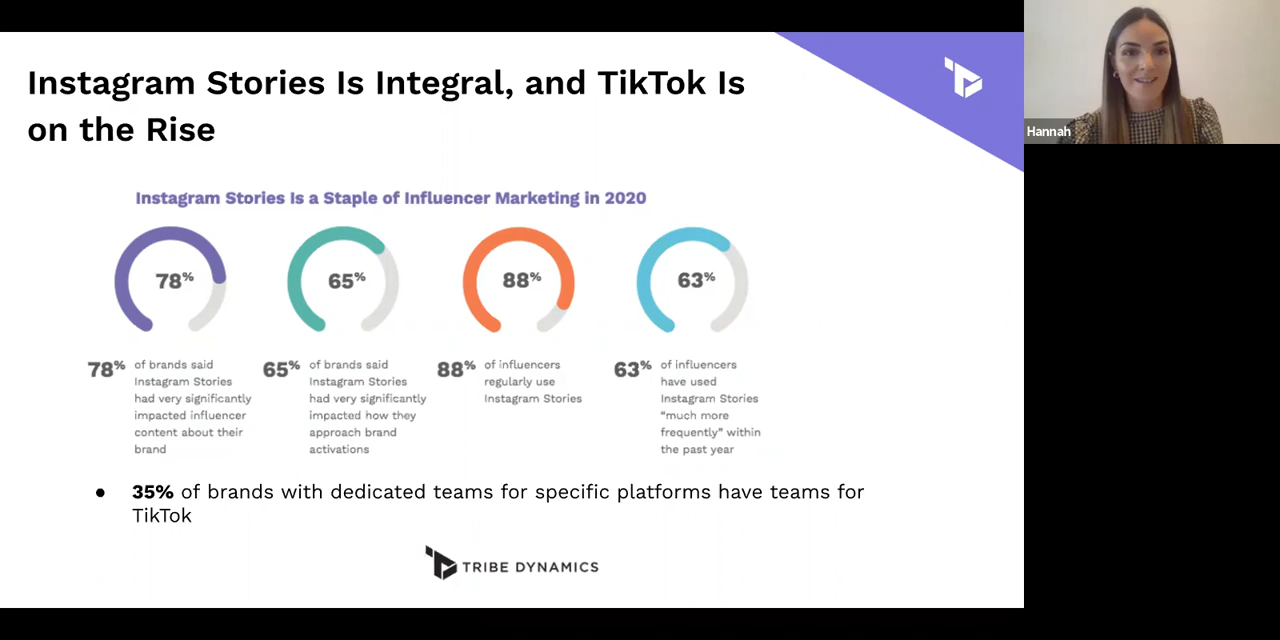 Instagram Stories Is Integral, and TikTok Is
on the Rise
Instagram Stories Is a Staple of Influencer Marketing in 2020
78%
65%
88%
63%
78%
of brands said
Instagram Stories
had very significantly
impacted influencer
content about their
brand
65%
of brands said
Instagram Stories
had very significantly
impacted how they
approach brand
activations
88%
of influencers
regularly use
Instagram Stories
63%
of influencers
have used
Instagram Stories
“much more
frequently” within
the past year
● 35% of brands with dedicated teams for specific platforms have teams for
TikTok
TRIBE DYNAMICS
Hannah